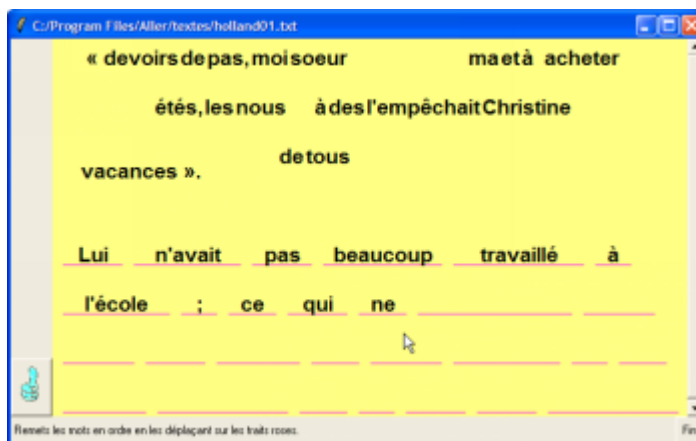 C:/Program Files/Aller/textes/holland01.txt
« devoirs de pas, moi soeur ma et à acheter
étés, les nous à des l'empêchait Christine
de tous
vacances ».
Lui n'avait pas beaucoup travaillé à
l'école ; ce qui ne
Remets les mots en ordre en les déplaçant sur les traits roses.